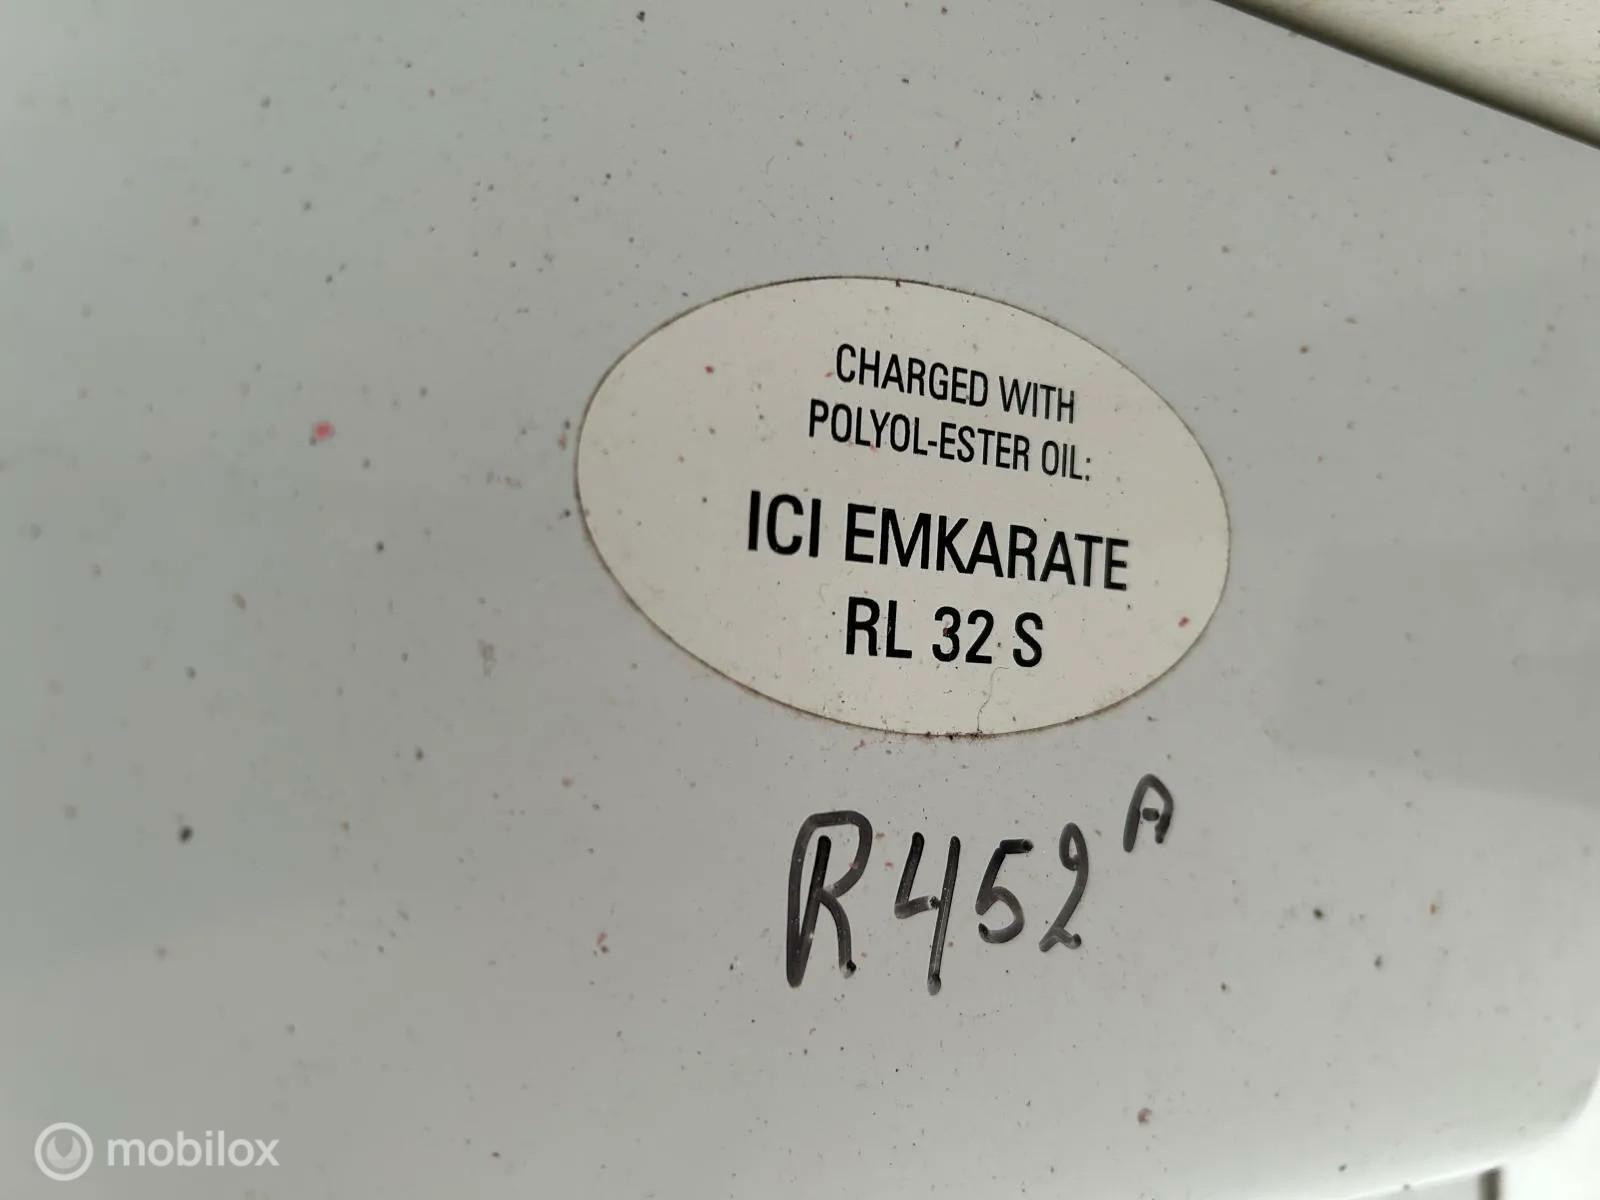 CHARGED WITH
POLYOL-ESTER OIL:
ICI EMKARATE
RL 32 S
R452A
mobilox